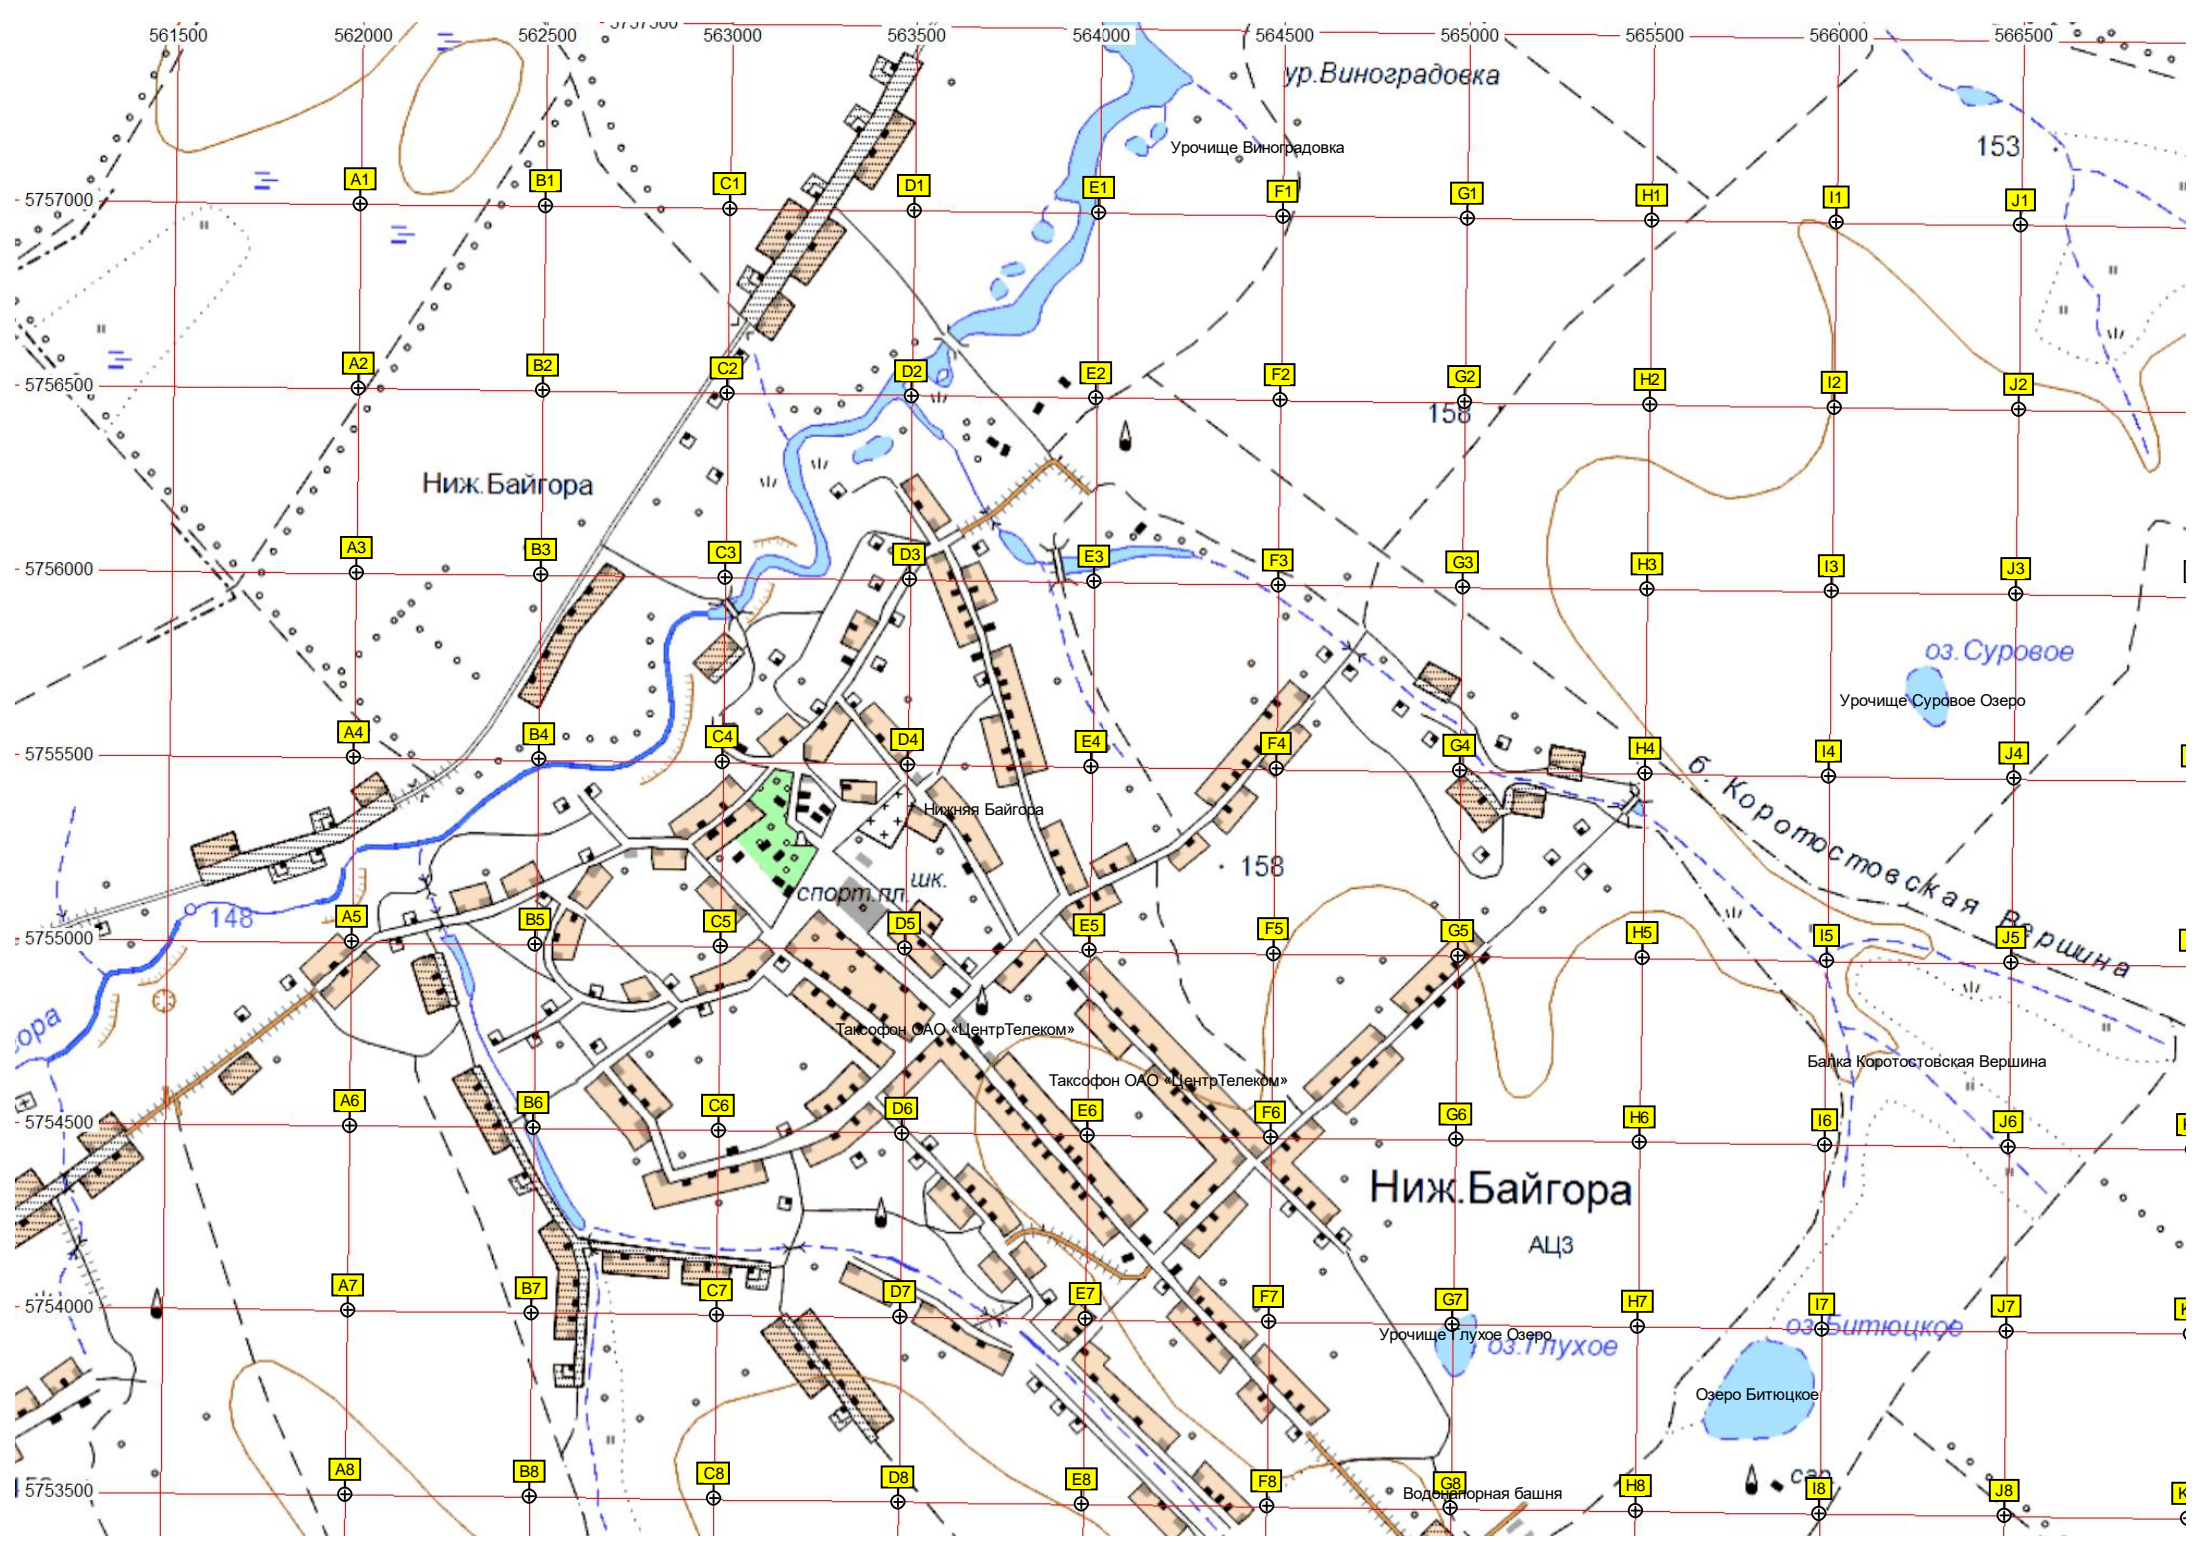 5757500
561500 562000 562500 563000 563500 564000 564500 565000 565500 566000 566500
ур.Виноградовка
153
Урочище Виноградовка
A1 B1 C1 D1 E1 F1 G1 H1 I1 J1
5757000
A2 B2 C2 D2 E2 F2 G2 H2 I2 J2
5756500
158
Ниж.Байгора
A3 B3 C3 D3 E3 F3 G3 H3 I3 J3
5756000
оз.Суровое
Урочище Суровое Озеро
A4 B4 C4 D4 E4 F4 G4 H4 I4 J4
5755500
б. Коротостовская Вершина
Нижняя Байгора
158
шк.
спорт.пл.
148
A5 B5 C5 D5 E5 F5 G5 H5 I5 J5
5755000
ора
Таксофон ОАО «ЦентрТелеком»
Балка Коротостовская Вершина
Таксофон ОАО «ЦентрТелеком»
A6 B6 C6 D6 E6 F6 G6 H6 I6 J6
5754500
Ниж.Байгора
АЦЗ
A7 B7 C7 D7 E7 F7 G7 H7 I7 J7
5754000
оз.Битюцкое
Урочище Глухое Озеро
оз.Глухое
Озеро Битюцкое
сар.
A8 B8 C8 D8 E8 F8 G8 H8 I8 J8
5753500
Водонапорная башня